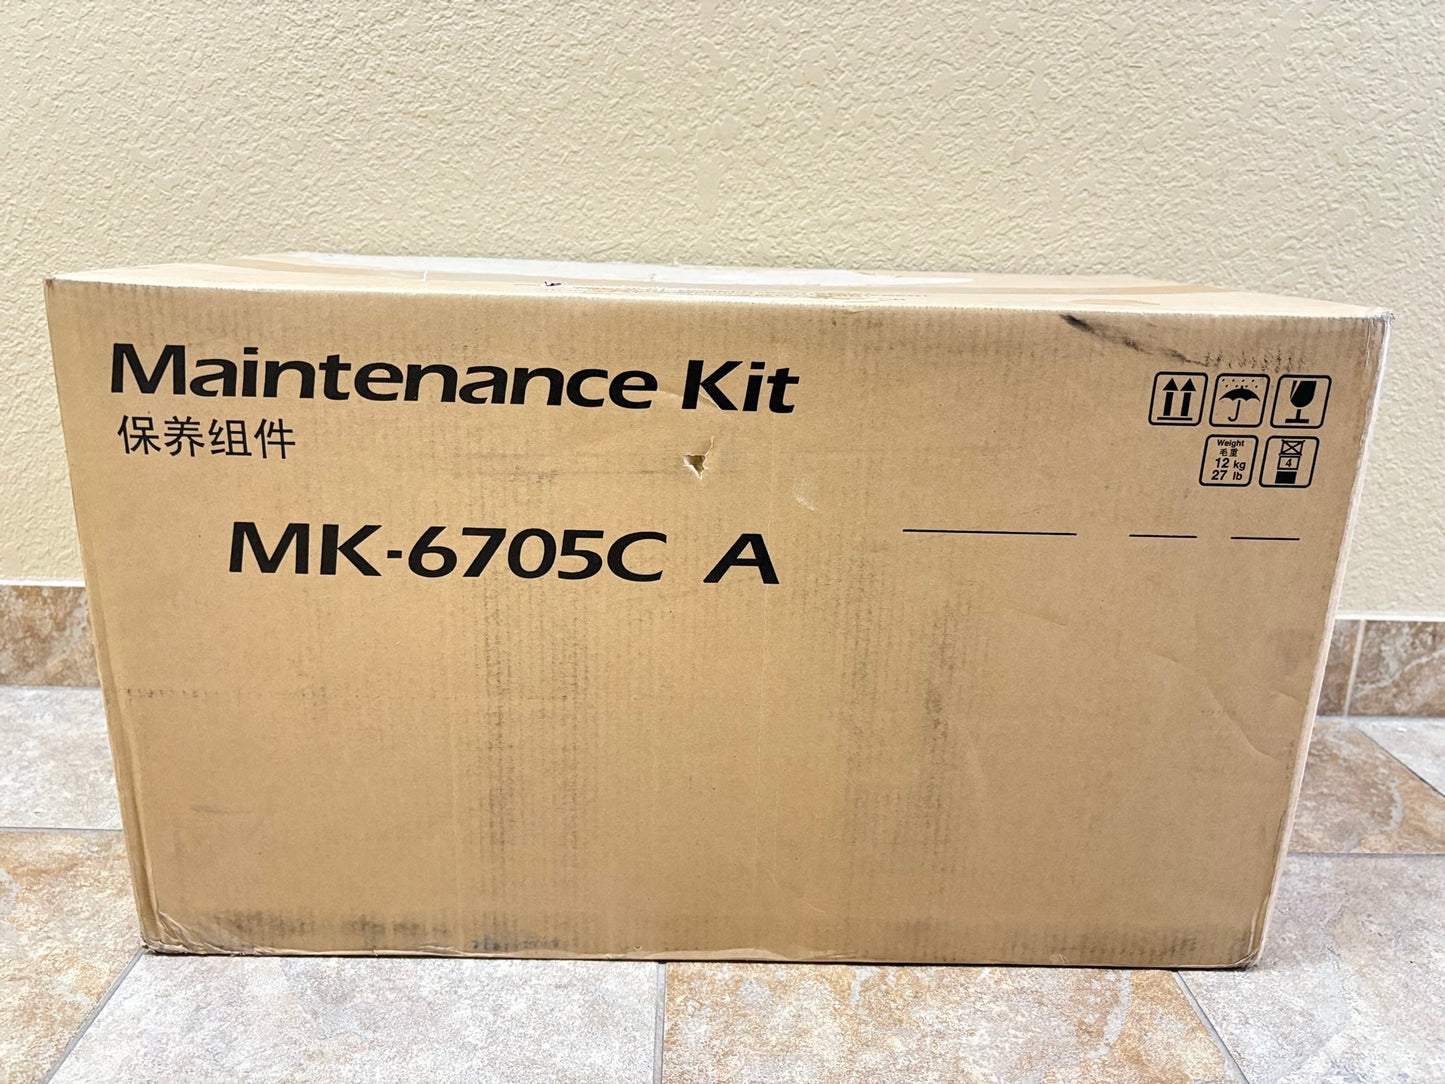 Maintenance Kit
保养组件
MK-6705C A
Weight
毛重
12 kg
27 lb
4